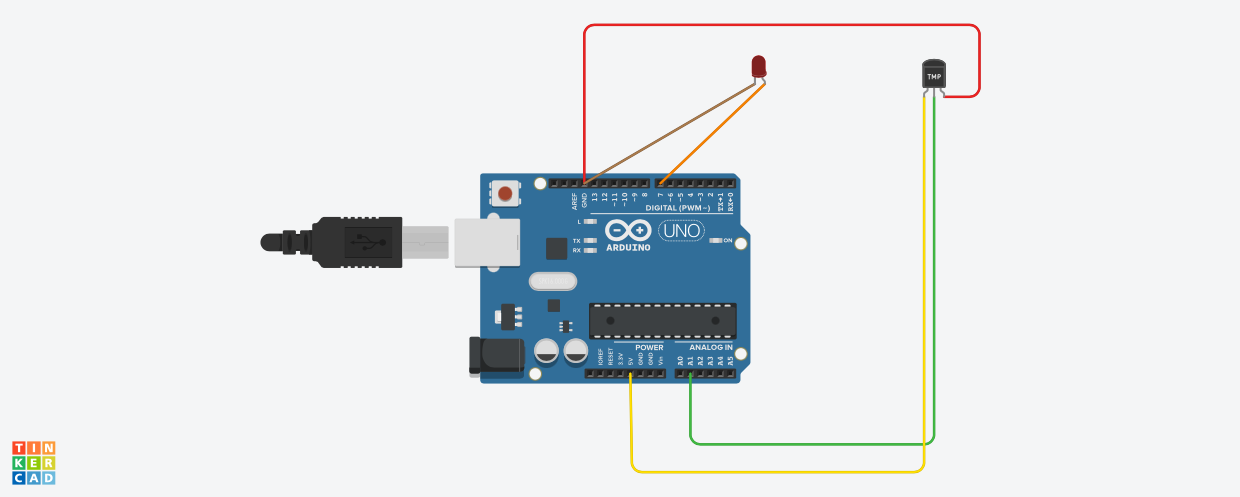 TMP
AREF
GND
13
12
~11
~10
~9
8
7
~6
~5
4
~3
2
TX→1
RX←0
DIGITAL (PWM~)
L
TX
RX
ARDUINO
UNO
ON
POWER
ANALOG IN
IOREF
RESET
3.3V
5V
GND
GND
Vin
A0
A1
A2
A3
A4
A5
TIN
KER
CAD